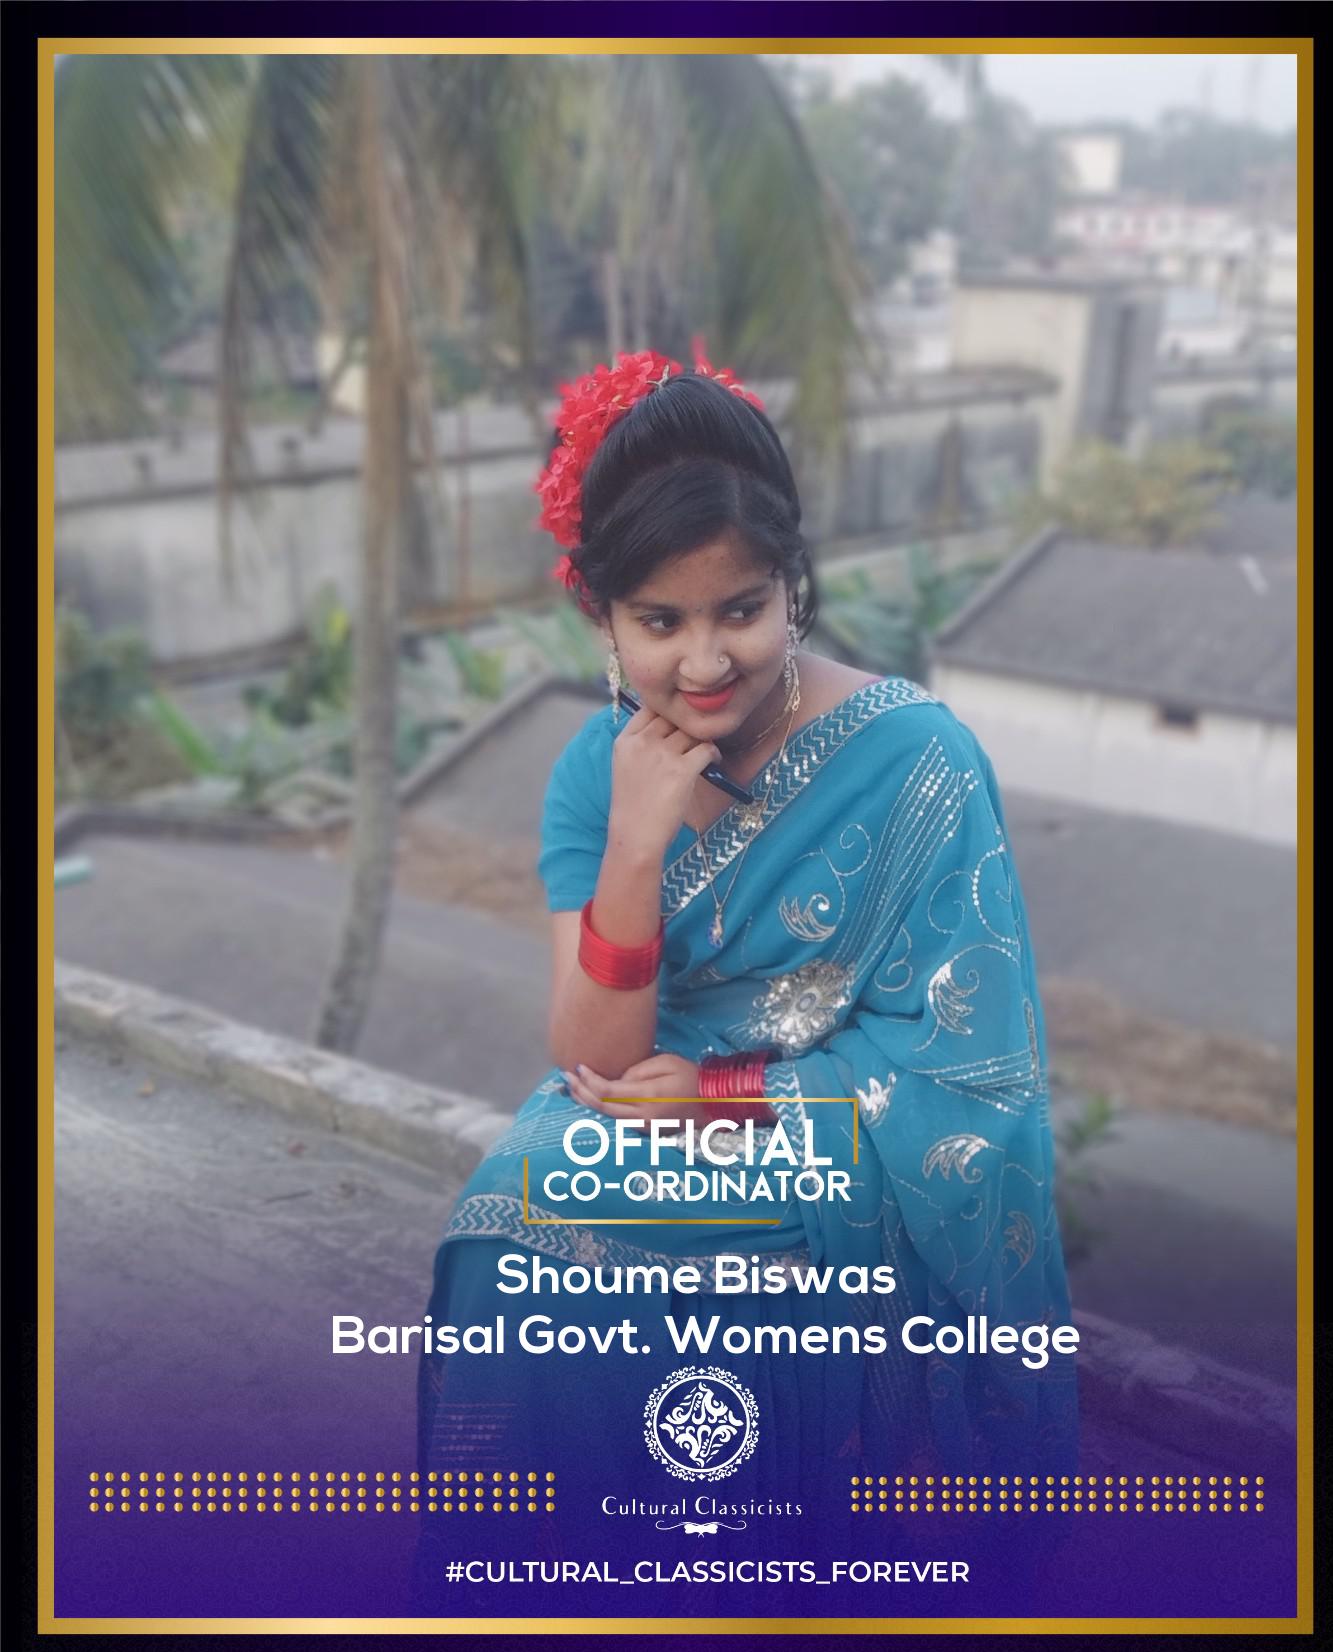 OFFICIAL
CO-ORDINATOR
Shoume Biswas
Barisal Govt. Womens College
Cultural Classicists
#CULTURAL_CLASSICISTS_FOREVER